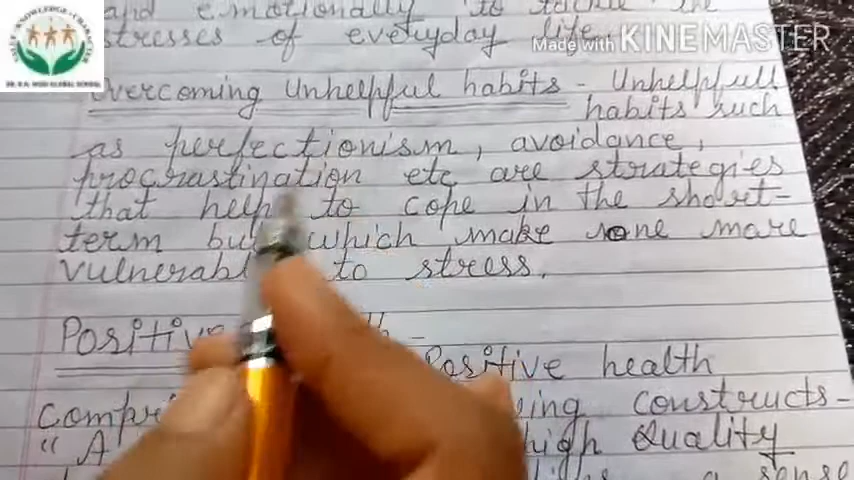 and emotionally to tackle the
stresses of everyday life.
Made with KINEMASTER
Overcoming Unhelpful habits - Unhelpfull
habits such
as perfectionism, avoidance,
procrastination etc are strategies
that help to cope in the short-
term but which make one more
vulnerable to stress.
Positive
Positive health
constructs-
"A high Quality
a sense